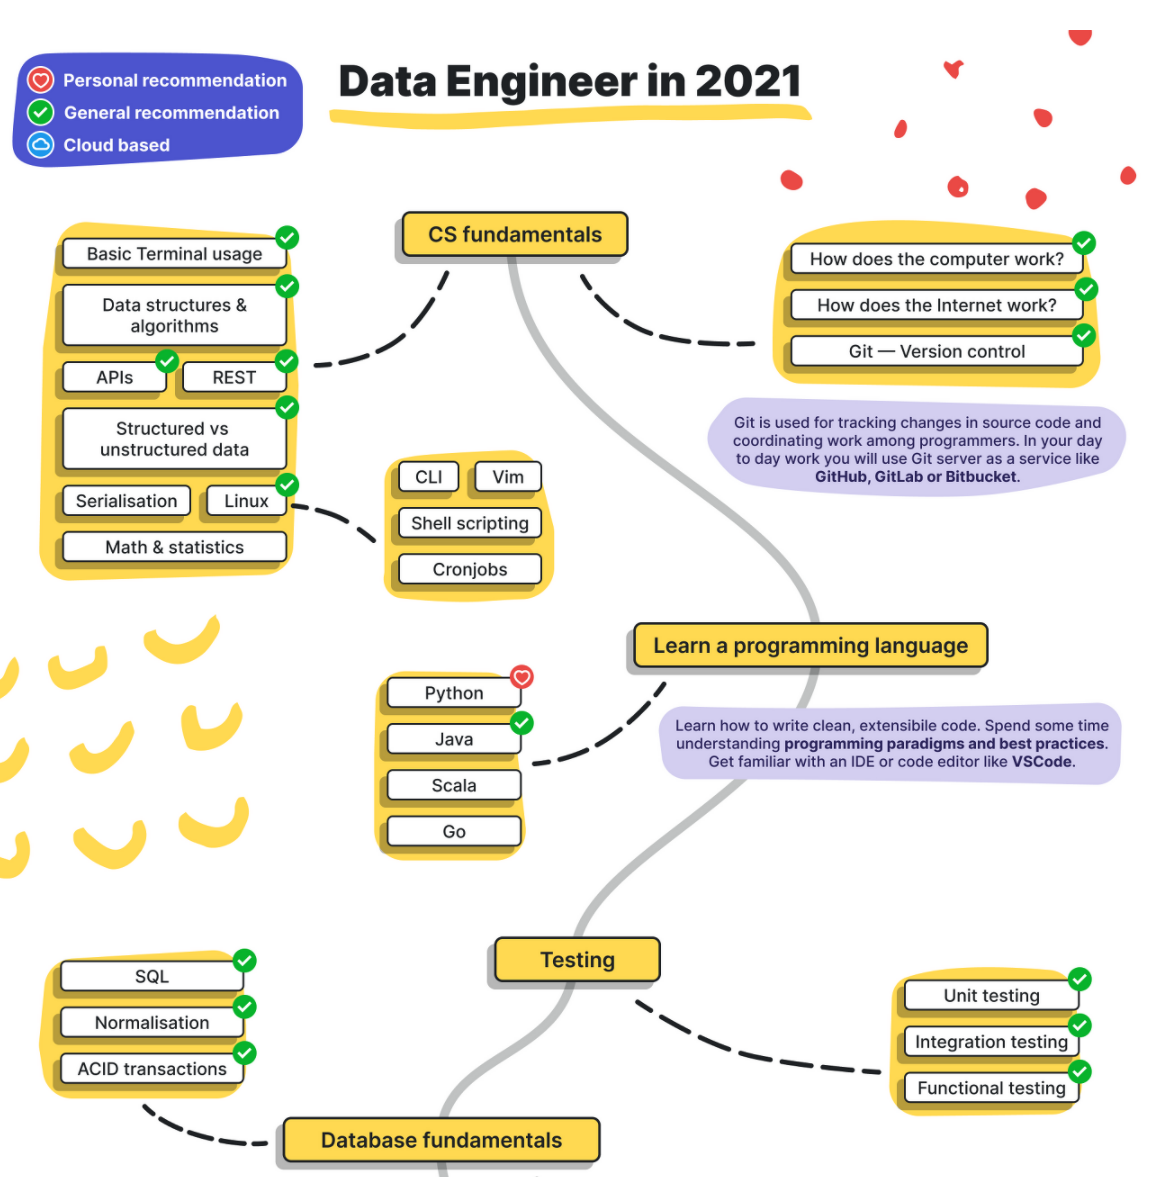 Personal recommendation
General recommendation
Cloud based
Data Engineer in 2021
CS fundamentals
Basic Terminal usage
Data structures &
algorithms
APIs
REST
Structured vs
unstructured data
Serialisation
Linux
Math & statistics
CLI
Vim
Shell scripting
Cronjobs
How does the computer work?
How does the Internet work?
Git — Version control
Git is used for tracking changes in source code and
coordinating work among programmers. In your day
to day work you will use Git server as a service like
GitHub, GitLab or Bitbucket.
Learn a programming language
Python
Java
Scala
Go
Learn how to write clean, extensibile code. Spend some time
understanding programming paradigms and best practices.
Get familiar with an IDE or code editor like VSCode.
Testing
Unit testing
Integration testing
Functional testing
SQL
Normalisation
ACID transactions
Database fundamentals